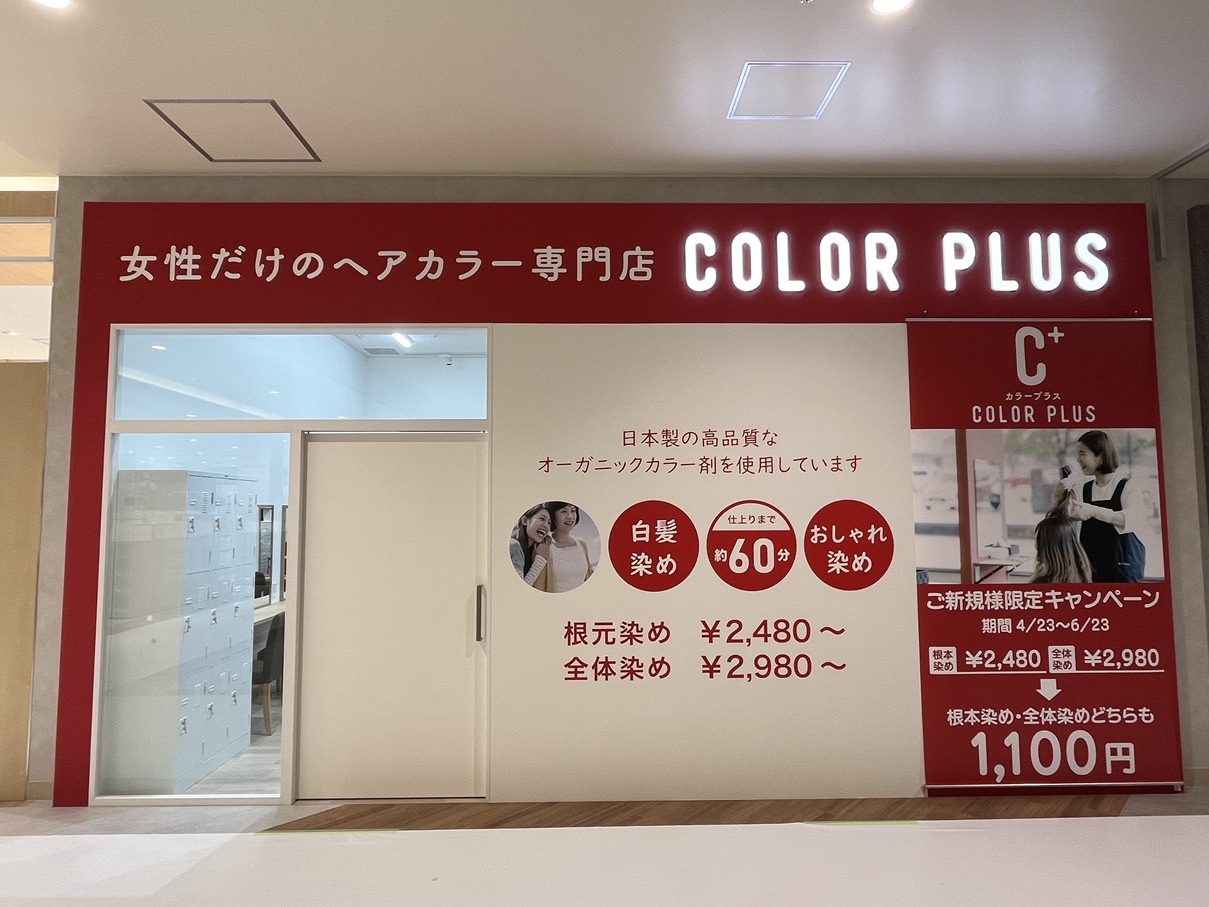 女性だけのヘアカラー専門店 COLOR PLUS
日本製の高品質な
オーガニックカラー剤を使用しています
白髪
染め
仕上りまで
約60分
おしゃれ
染め
根元染め ¥2,480～
全体染め ¥2,980～
C+
カラープラス
COLOR PLUS
ご新規様限定キャンペーン
期間 4/23～6/23
根本染め ¥2,480 全体染め ¥2,980
根本染め・全体染めどちらも
1,100円